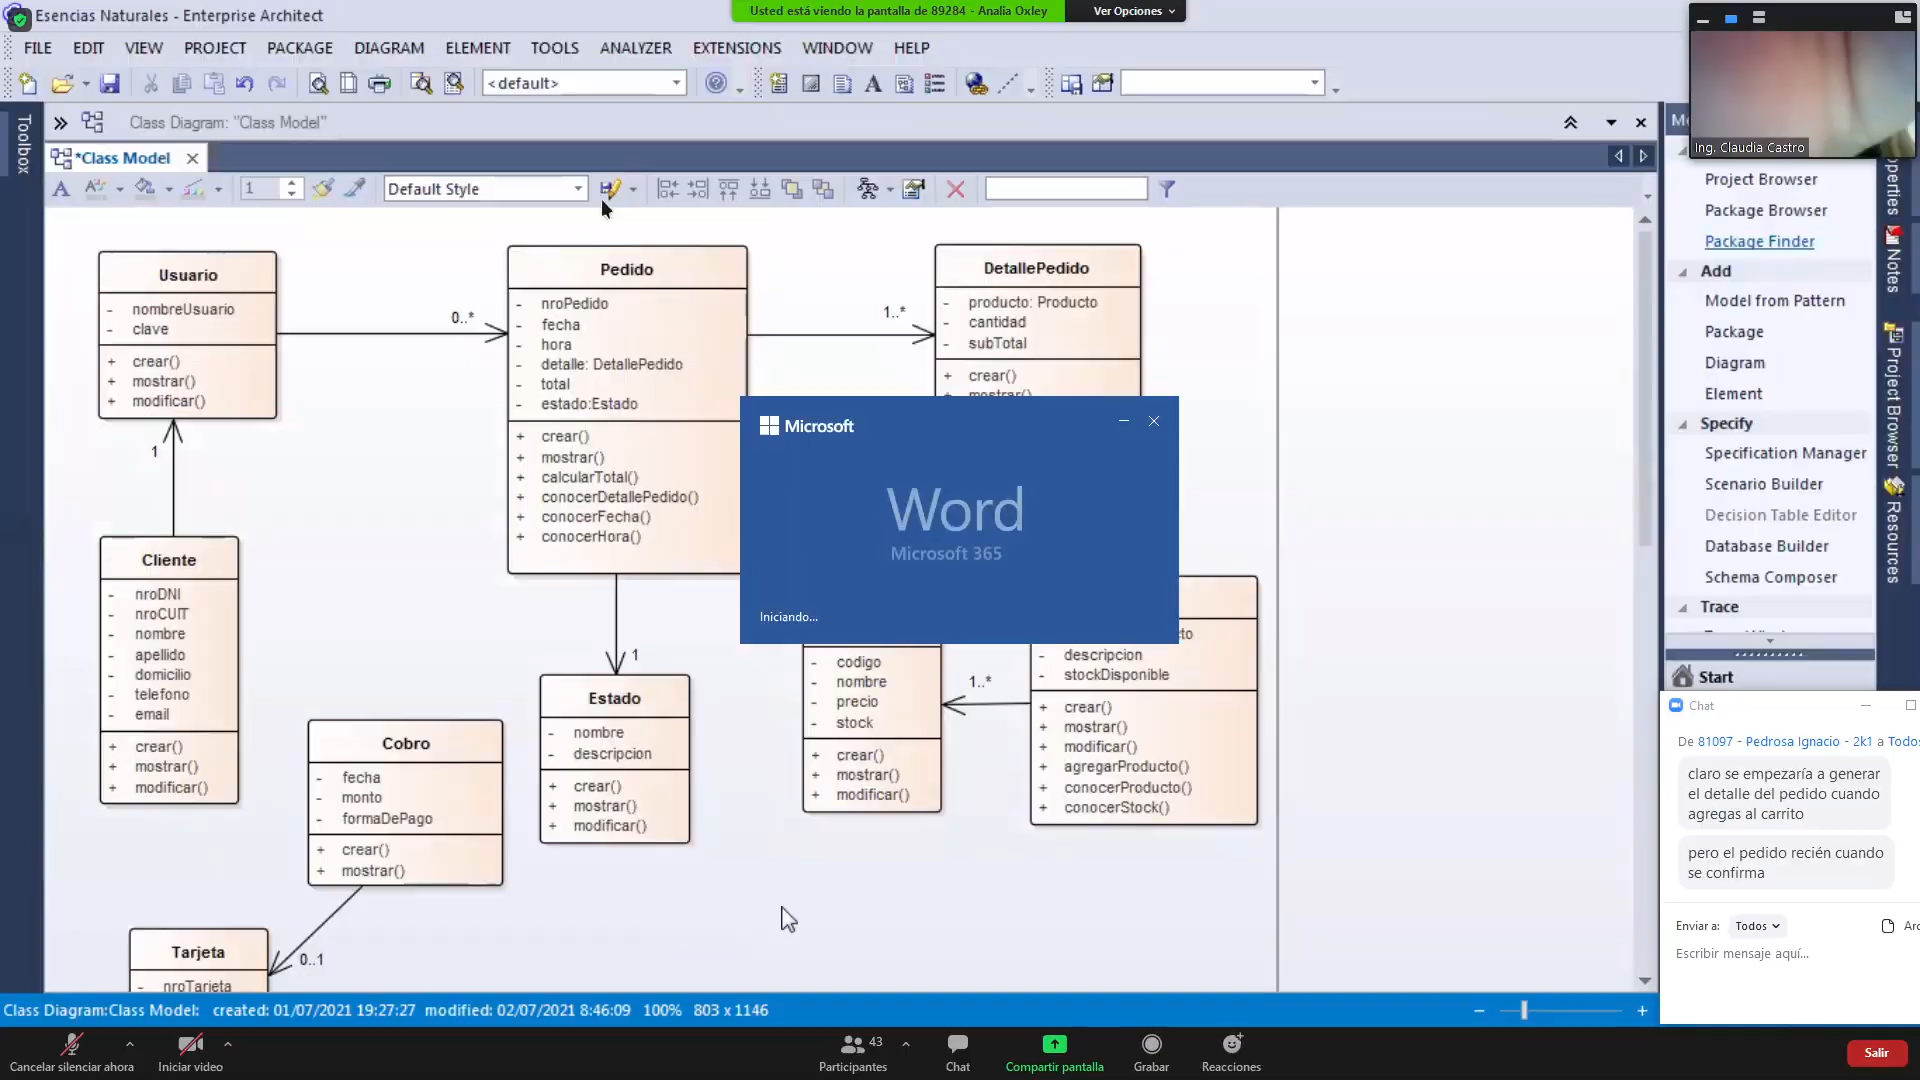 Esencias Naturales - Enterprise Architect
Usted está viendo la pantalla de 89284 - Analia Oxley
Ver Opciones
FILE EDIT VIEW PROJECT PACKAGE DIAGRAM ELEMENT TOOLS ANALYZER EXTENSIONS WINDOW HELP
<default>
Class Diagram: "Class Model"
*Class Model
1
Default Style
Toolbox
Usuario
- nombreUsuario
- clave
+ crear()
+ mostrar()
+ modificar()
0..*
Pedido
- nroPedido
- fecha
- hora
- detalle: DetallePedido
- total
- estado:Estado
+ crear()
+ mostrar()
+ calcularTotal()
+ conocerDetallePedido()
+ conocerFecha()
+ conocerHora()
1..*
DetallePedido
- producto: Producto
- cantidad
- subTotal
+ crear()
mostrar()
1
Cliente
- nroDNI
- nroCUIT
- nombre
- apellido
- domicilio
- telefono
- email
+ crear()
+ mostrar()
+ modificar()
Microsoft
Word
Microsoft 365
Iniciando...
1
Estado
- nombre
- descripcion
+ crear()
+ mostrar()
+ modificar()
- codigo
- nombre
- precio
- stock
+ crear()
+ mostrar()
+ modificar()
1..*
to
- descripcion
- stockDisponible
+ crear()
+ mostrar()
+ modificar()
+ agregarProducto()
+ conocerProducto()
+ conocerStock()
Cobro
- fecha
- monto
- formaDePago
+ crear()
+ mostrar()
0..1
Tarjeta
- nroTarjeta
Ing. Claudia Castro
Project Browser
Package Browser
Package Finder
Add
Model from Pattern
Package
Diagram
Element
Specify
Specification Manager
Scenario Builder
Decision Table Editor
Database Builder
Schema Composer
Trace
Start
operties
Notes
Project Browser
Resources
Chat
De 81097 - Pedrosa Ignacio - 2k1 a Todos
claro se empezaría a generar
el detalle del pedido cuando
agregas al carrito
pero el pedido recién cuando
se confirma
Enviar a: Todos
Escribir mensaje aquí...
Class Diagram:Class Model: created: 01/07/2021 19:27:27 modified: 02/07/2021 8:46:09 100% 803 x 1146
Cancelar silenciar ahora
Iniciar video
43
Participantes
Chat
Compartir pantalla
Grabar
Reacciones
Salir